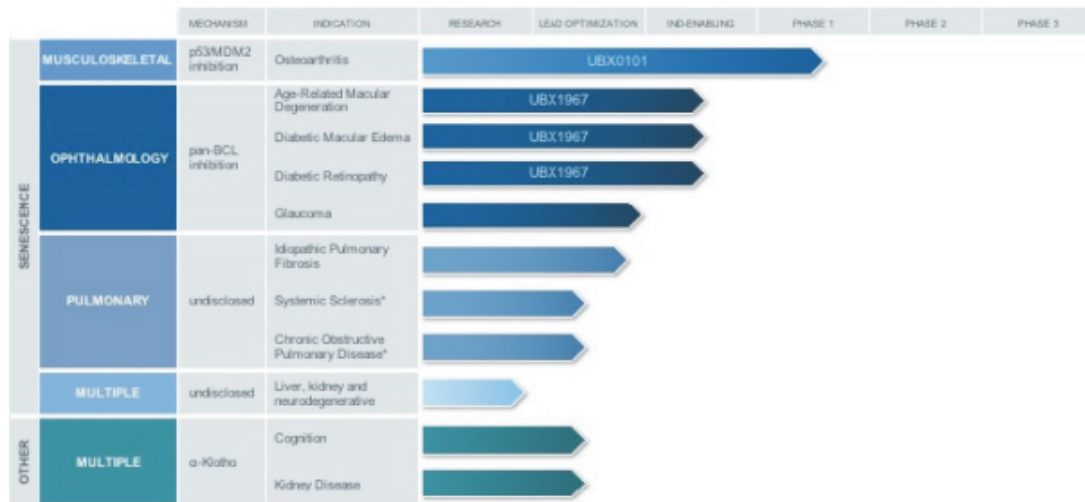 MECHANISM INDICATION RESEARCH LEAD OPTIMIZATION IND-ENABLING PHASE 1 PHASE 2 PHASE 3
SENESCENCE
MUSCULOSKELETAL
p53/MDM2
inhibition
Osteoarthritis
UBX0101
OPHTHALMOLOGY
pan-BCL
inhibition
Age-Related Macular
Degeneration
UBX1967
Diabetic Macular Edema
UBX1967
Diabetic Retinopathy
UBX1967
Glaucoma
PULMONARY
undisclosed
Idiopathic Pulmonary
Fibrosis
Systemic Sclerosis*
Chronic Obstructive
Pulmonary Disease*
MULTIPLE
undisclosed
Liver, kidney and
neurodegenerative
OTHER
MULTIPLE
α-Klotho
Cognition
Kidney Disease